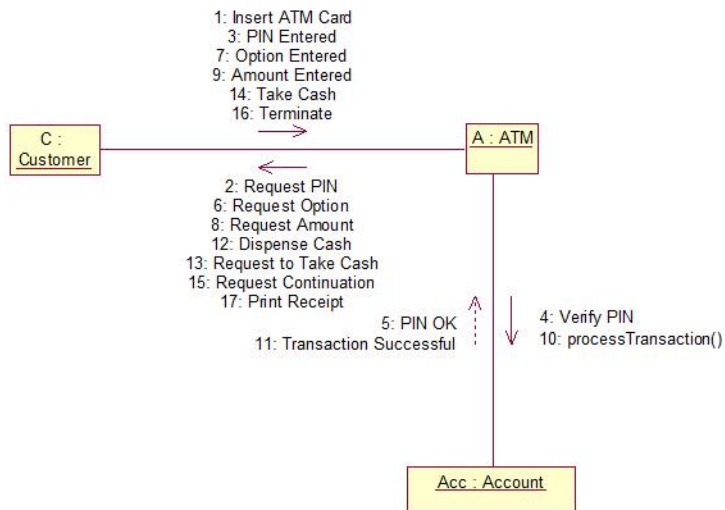 1: Insert ATM Card
3: PIN Entered
7: Option Entered
9: Amount Entered
14: Take Cash
16: Terminate
C :
Customer
A : ATM
2: Request PIN
6: Request Option
8: Request Amount
12: Dispense Cash
13: Request to Take Cash
15: Request Continuation
17: Print Receipt
5: PIN OK
11: Transaction Successful
4: Verify PIN
10: processTransaction()
Acc : Account